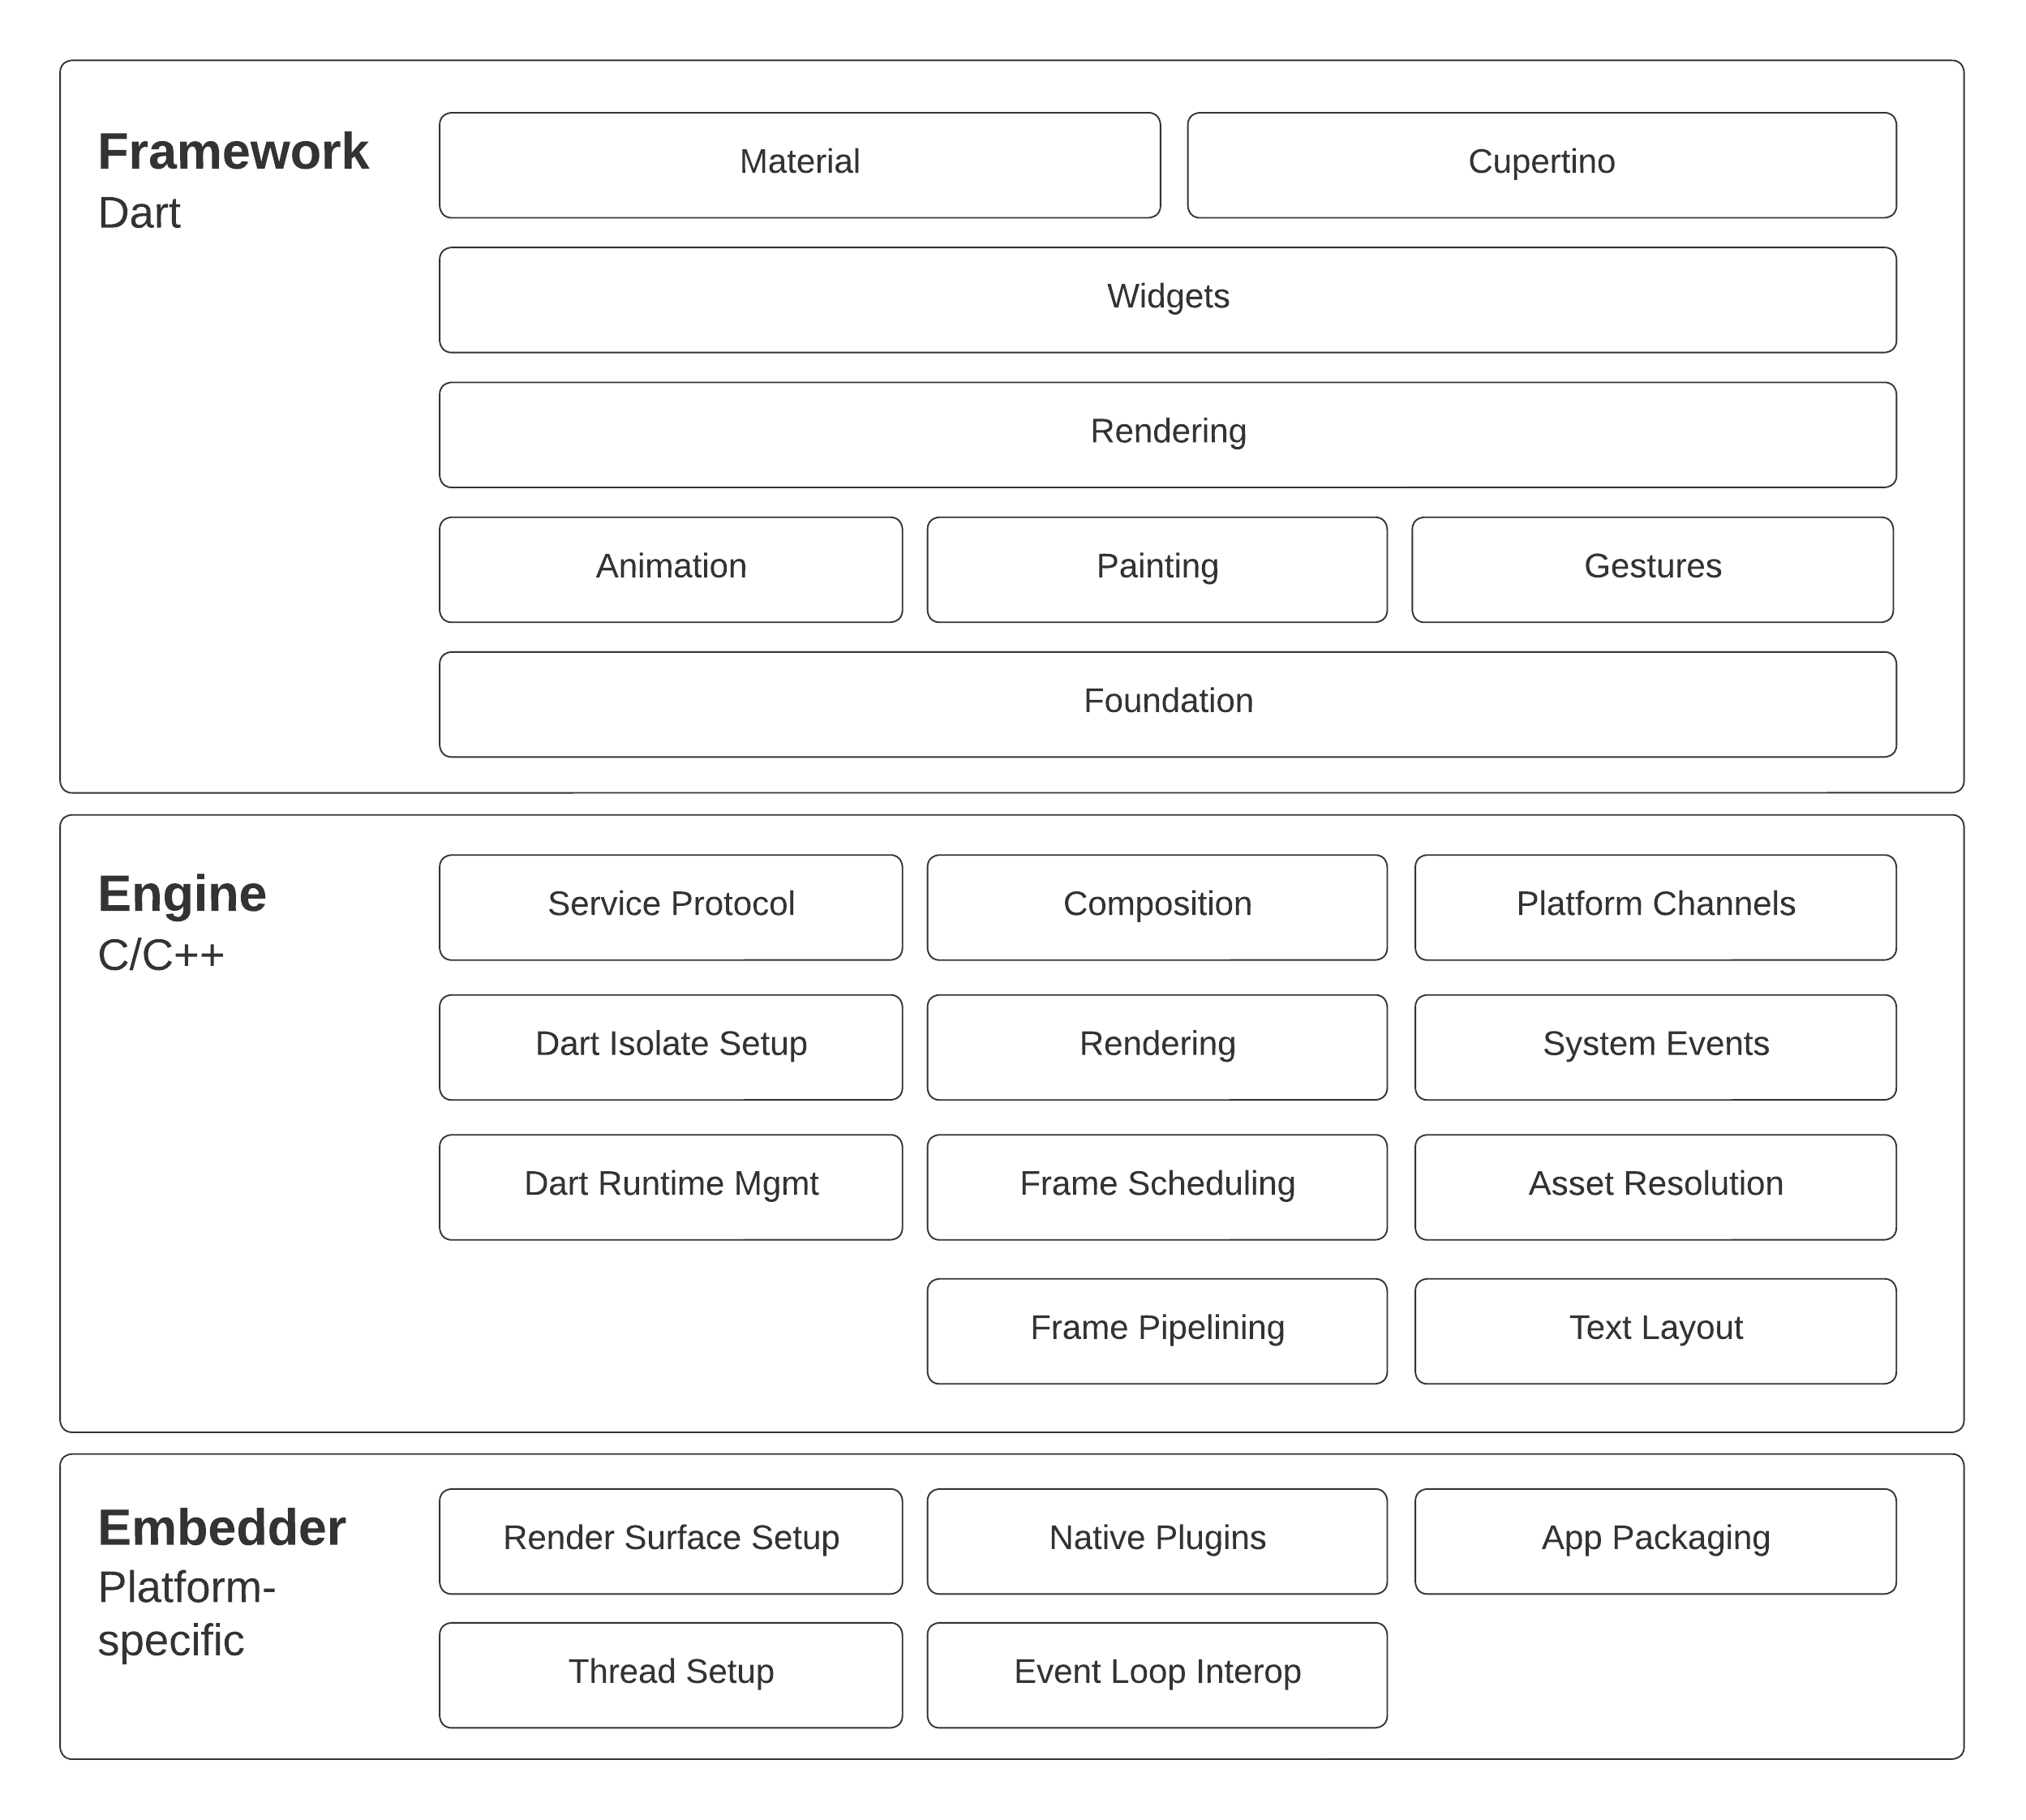 Framework
Dart
Material
Cupertino
Widgets
Rendering
Animation
Painting
Gestures
Foundation
Engine
C/C++
Service Protocol
Composition
Platform Channels
Dart Isolate Setup
Rendering
System Events
Dart Runtime Mgmt
Frame Scheduling
Asset Resolution
Frame Pipelining
Text Layout
Embedder
Platform-
specific
Render Surface Setup
Native Plugins
App Packaging
Thread Setup
Event Loop Interop